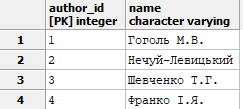 author_id name
[PK] integer character varying
1 1 Гоголь М.В.
2 2 Нечуй-Левицький
3 3 Шевченко Т.Г.
4 4 Франко І.Я.